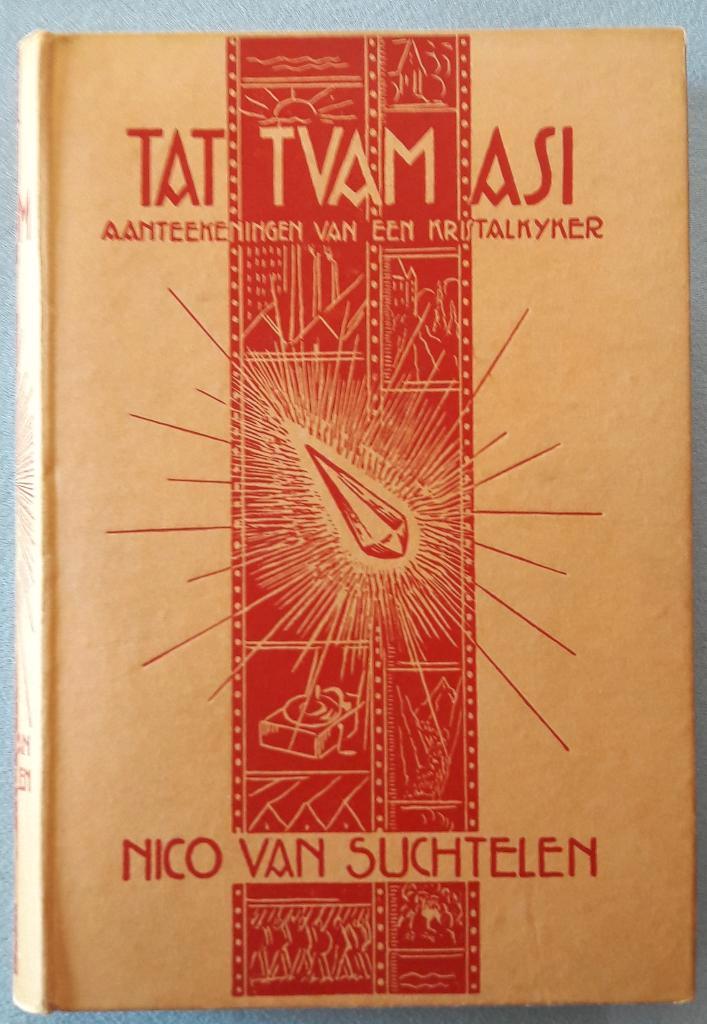 TAT TVAM ASI
AANTEEKENINGEN VAN EEN KRISTALKYKER
NICO VAN SUCHTELEN